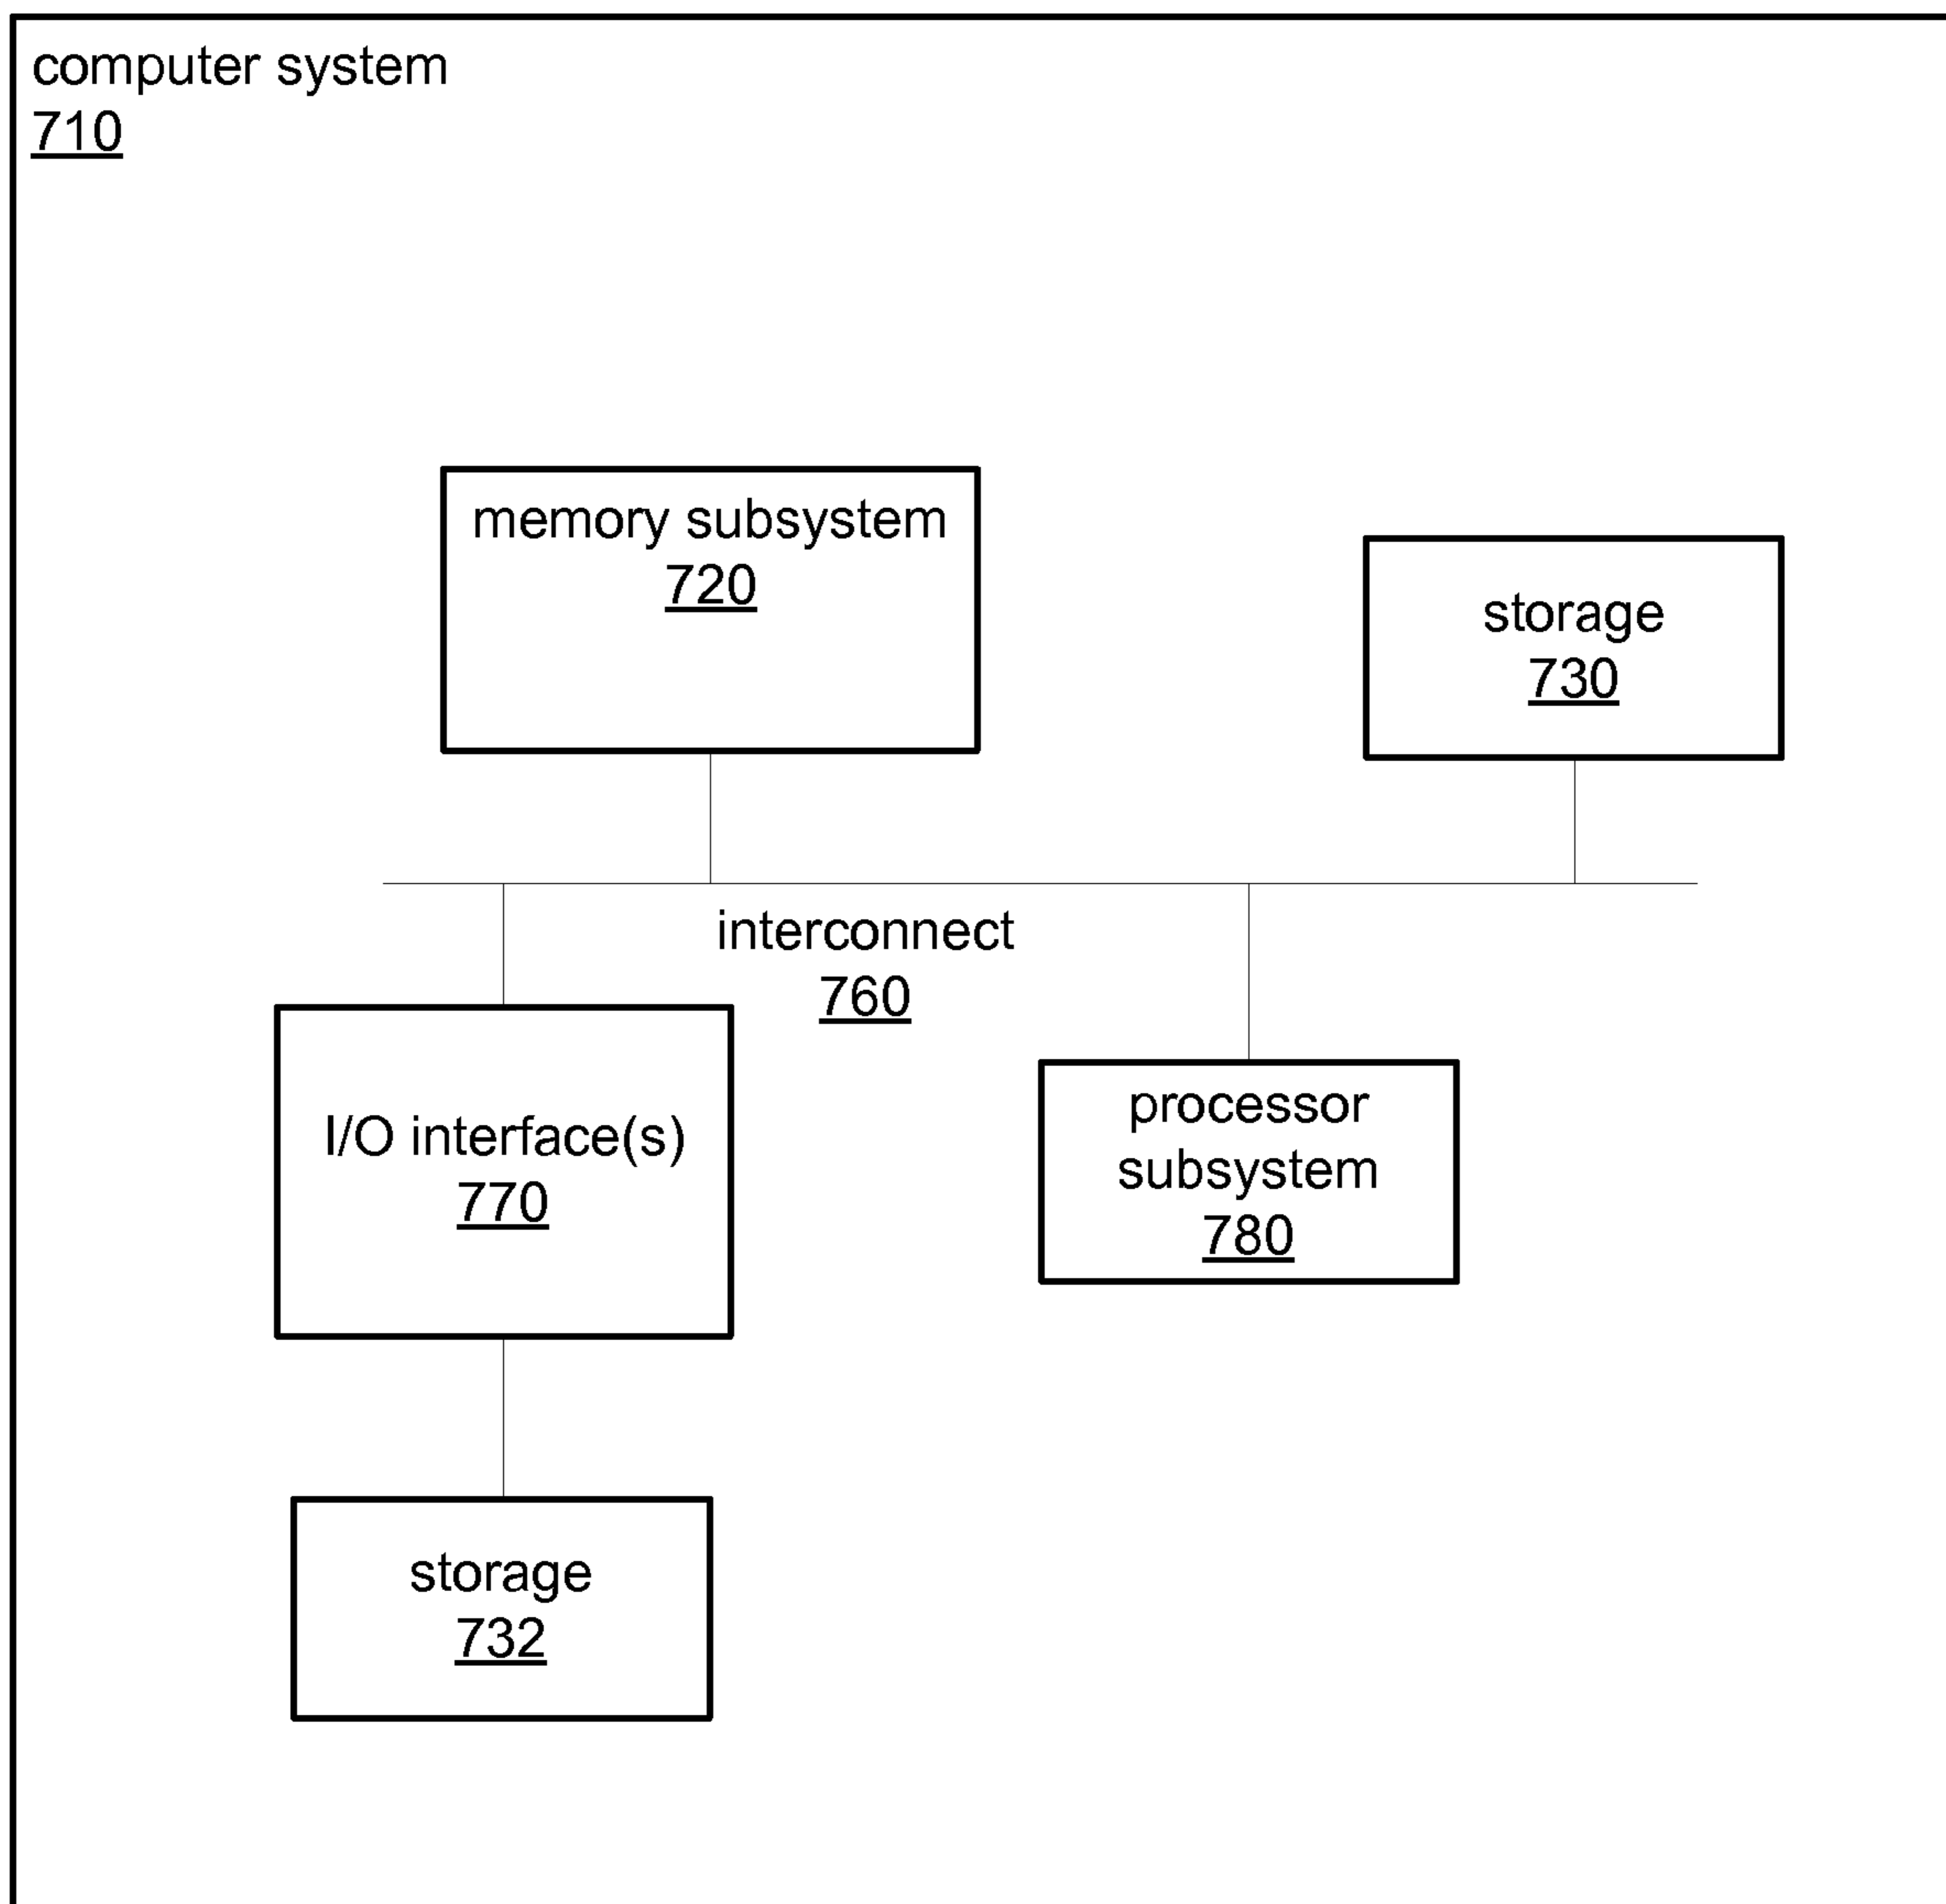 computer system
710
memory subsystem
720
storage
730
interconnect
760
I/O interface(s)
770
processor
subsystem
780
storage
732